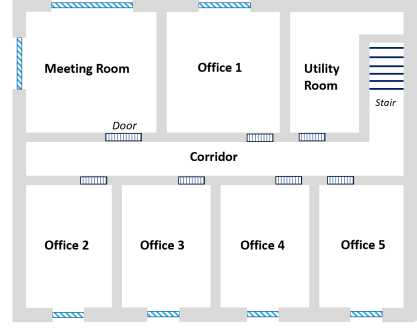 Meeting Room
Office 1
Utility
Room
Stair
Door
Corridor
Office 2
Office 3
Office 4
Office 5